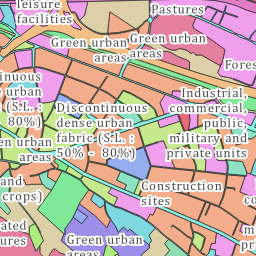 leisure
facilities
Pastures
Green urban
areas
Green urban
areas
Fores
inuous
e urban
(S.L. :
80%)
Discontinuous
dense urban
fabric (S.L. :
50% - 80%)
Industrial,
commercial,
public,
military and
private units
en urban
areas
and
crops)
Construction
sites
ated
ures
Green urban
areas